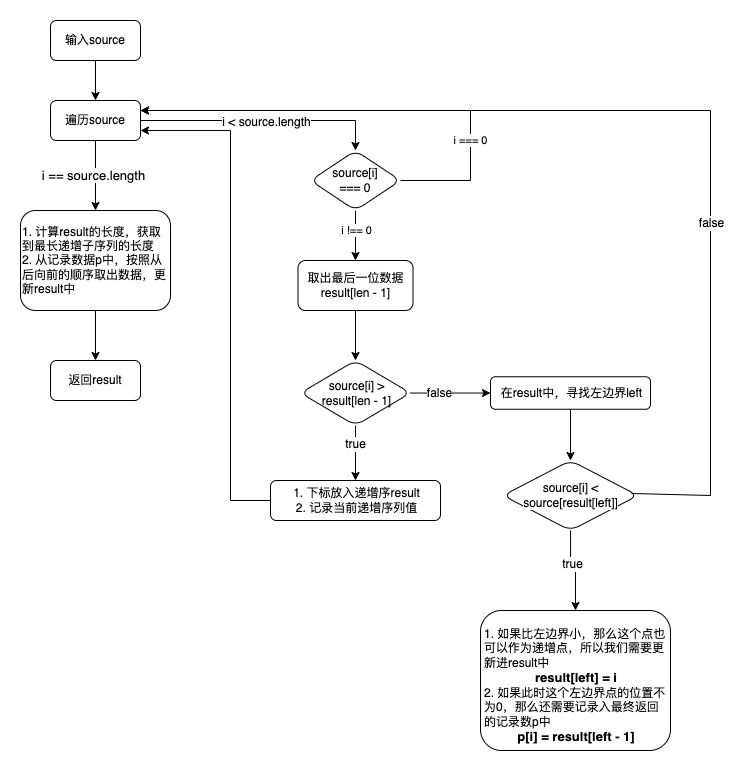 输入source
遍历source
i < source.length
i === 0
source[i]
=== 0
i == source.length
false
1. 计算result的长度，获取
到最长递增子序列的长度
2. 从记录数据p中，按照从
后向前的顺序取出数据，更
新result中
i !== 0
取出最后一位数据
result[len - 1]
返回result
source[i] >
result[len - 1]
false
在result中，寻找左边界left
true
1. 下标放入递增序result
2. 记录当前递增序列值
source[i] <
source[result[left]]
true
1. 如果比左边界小，那么这个点也
可以作为递增点，所以我们需要更
新进result中
result[left] = i
2. 如果此时这个左边界点的位置不
为0，那么还需要记录入最终返回
的记录数p中
p[i] = result[left - 1]